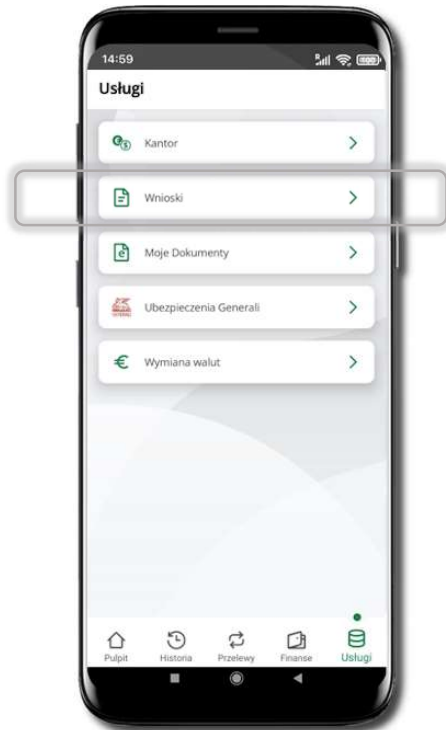 14:59
Usługi
Kantor
Wnioski
Moje Dokumenty
Ubezpieczenia Generali
Wymiana walut
Pulpit
Historia
Przelewy
Finanse
Usługi